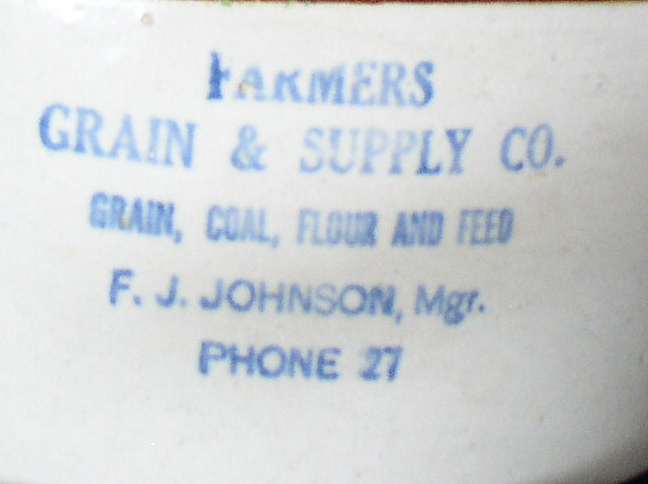 FARMERS
GRAIN & SUPPLY CO.
GRAIN, COAL, FLOUR AND FEED
F. J. JOHNSON, Mgr.
PHONE 27